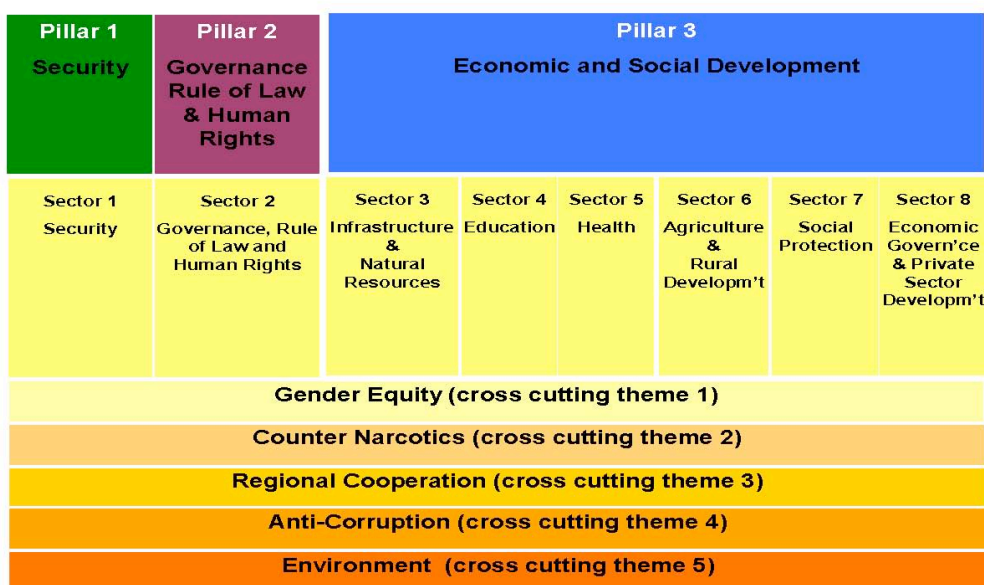 Pillar 1
Security
Pillar 2
Governance
Rule of Law
& Human
Rights
Pillar 3
Economic and Social Development
Sector 1
Security
Sector 2
Governance, Rule
of Law and
Human Rights
Sector 3
Infrastructure
&
Natural
Resources
Sector 4
Education
Sector 5
Health
Sector 6
Agriculture
&
Rural
Developm't
Sector 7
Social
Protection
Sector 8
Economic
Govern'ce
& Private
Sector
Developm't
Gender Equity (cross cutting theme 1)
Counter Narcotics (cross cutting theme 2)
Regional Cooperation (cross cutting theme 3)
Anti-Corruption (cross cutting theme 4)
Environment (cross cutting theme 5)